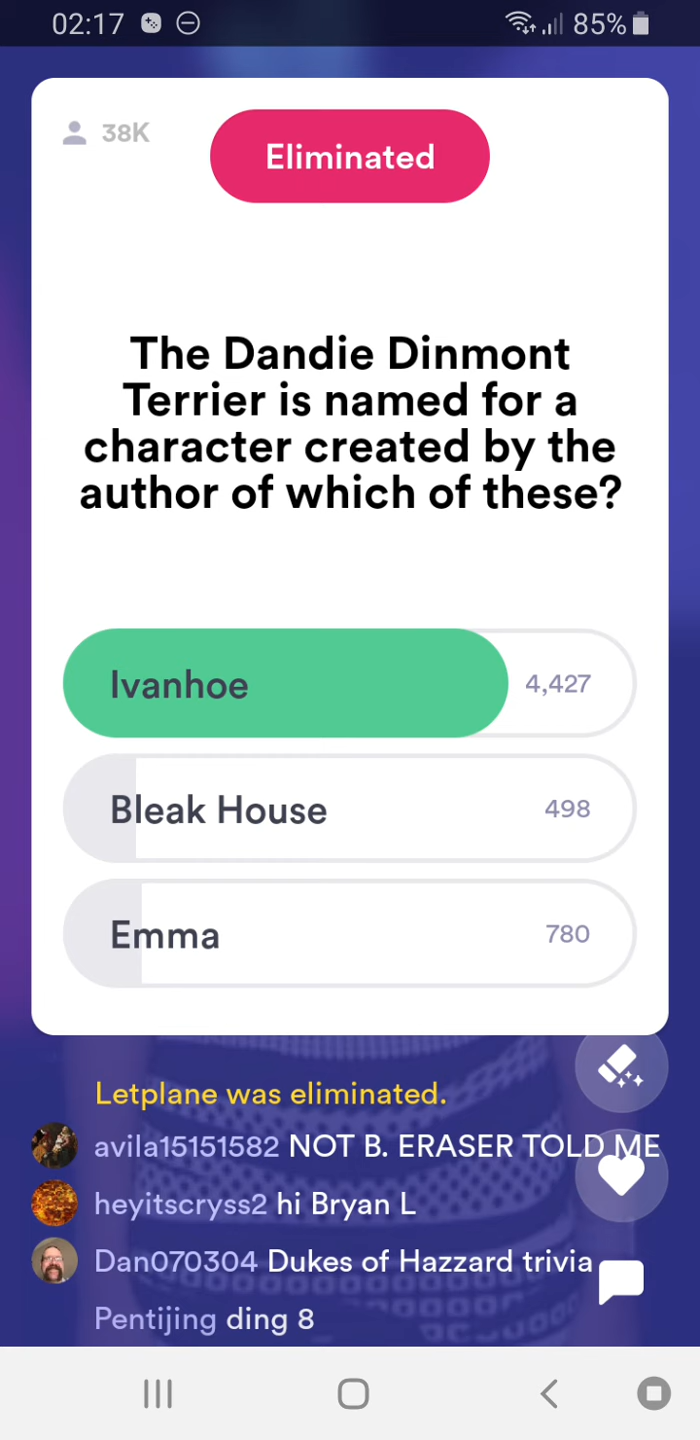 02:17
85%
38K
Eliminated
The Dandie Dinmont
Terrier is named for a
character created by the
author of which of these?
Ivanhoe 4,427
Bleak House 498
Emma 780
Letplane was eliminated.
avila15151582 NOT B. ERASER TOLD ME
heyitscryss2 hi Bryan L
Dan070304 Dukes of Hazzard trivia
Pentijing ding 8